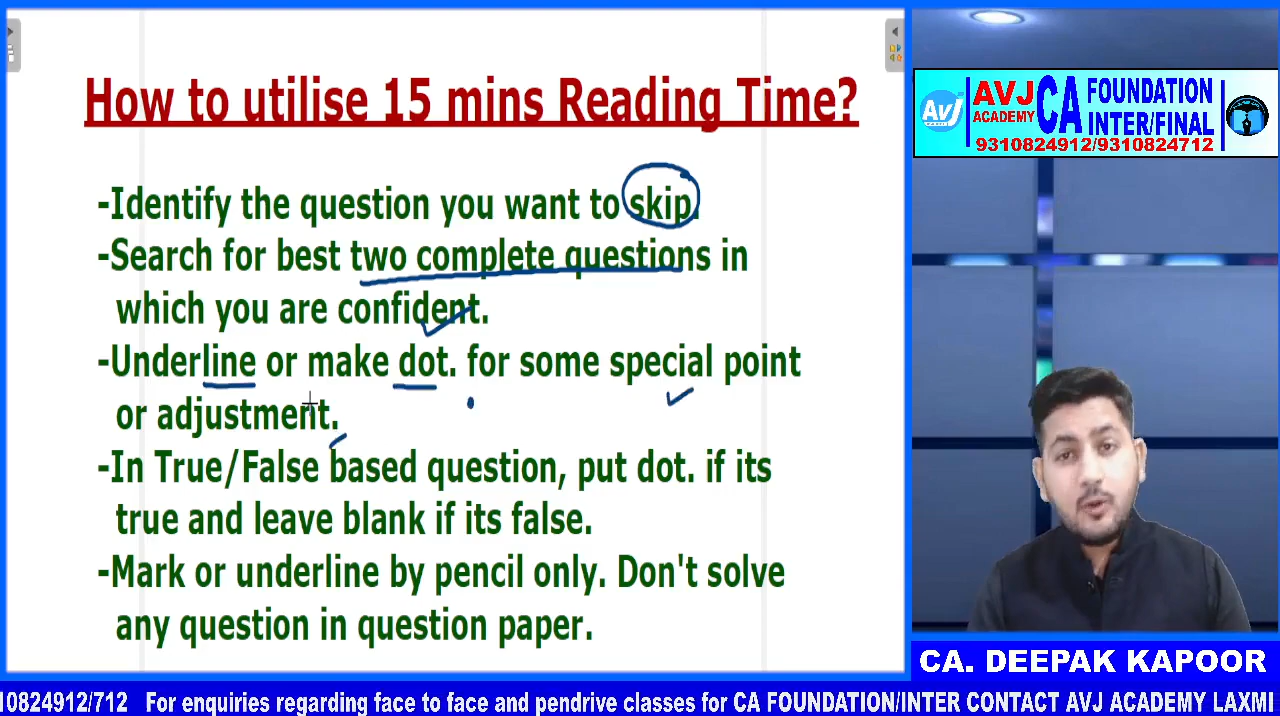 How to utilise 15 mins Reading Time?
-Identify the question you want to skip.
-Search for best two complete questions in
which you are confident.
-Underline or make dot. for some special point
or adjustment.
-In True/False based question, put dot. if its
true and leave blank if its false.
-Mark or underline by pencil only. Don't solve
any question in question paper.
AVJ
AVJ
ACADEMY
CA
FOUNDATION
INTER/FINAL
9310824912/9310824712
CA. DEEPAK KAPOOR
10824912/712 For enquiries regarding face to face and pendrive classes for CA FOUNDATION/INTER CONTACT AVJ ACADEMY LAXMI